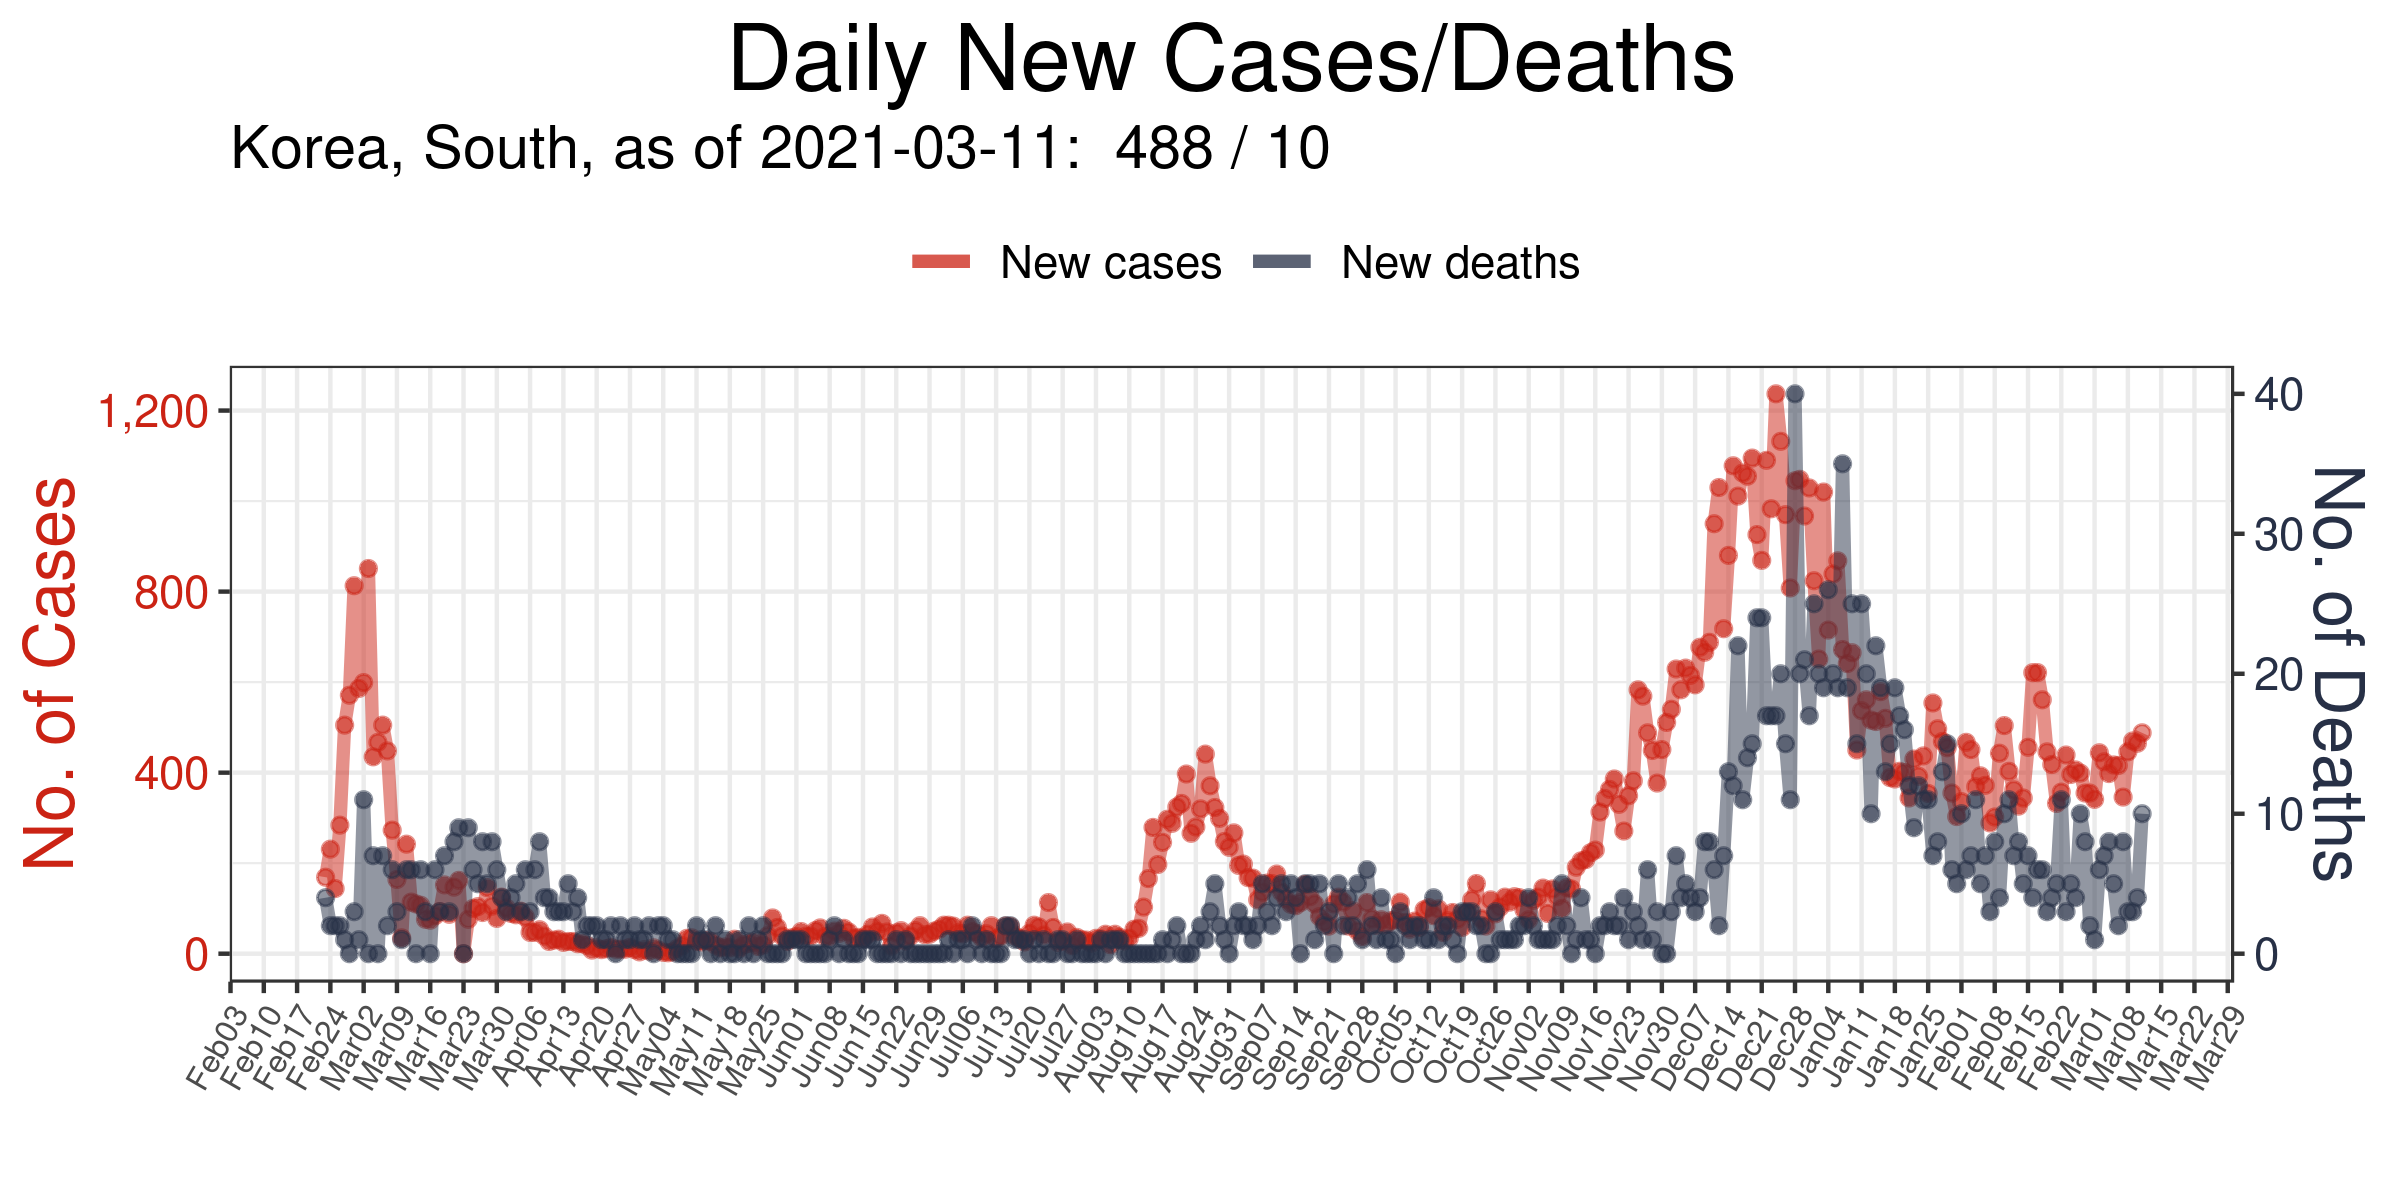 Daily New Cases/Deaths
Korea, South, as of 2021-03-11:  488 / 10
New cases
New deaths
No. of Cases
1,200
800
400
0
40
30
20
10
0
No. of Deaths
Feb03
Feb10
Feb17
Feb24
Mar02
Mar09
Mar16
Mar23
Mar30
Apr06
Apr13
Apr20
Apr27
May04
May11
May18
May25
Jun01
Jun08
Jun15
Jun22
Jun29
Jul06
Jul13
Jul20
Jul27
Aug03
Aug10
Aug17
Aug24
Aug31
Sep07
Sep14
Sep21
Sep28
Oct05
Oct12
Oct19
Oct26
Nov02
Nov09
Nov16
Nov23
Nov30
Dec07
Dec14
Dec21
Dec28
Dec04
Jan11
Jan18
Jan25
Feb01
Feb08
Feb15
Feb22
Mar01
Mar08
Mar15
Mar22
Mar29